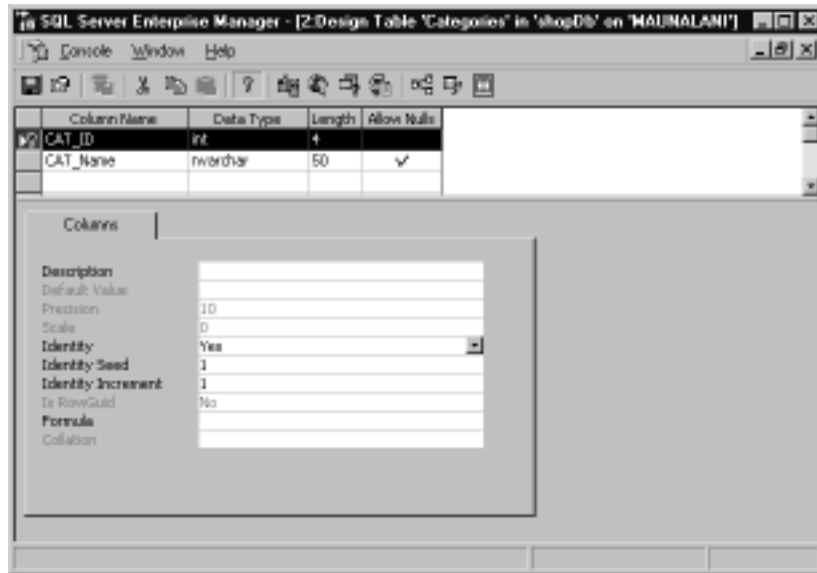 SQL Server Enterprise Manager - [2:Design Table 'Categories' in 'shopDb' on 'MAUNALANI']
Console Window Help
Column Name Data Type Length Allow Nulls
CAT_ID int 4
CAT_Name nvarchar 50
Columns
Description
Default Value
Precision 10
Scale 0
Identity Yes
Identity Seed 1
Identity Increment 1
Is RowGuid No
Formula
Collation